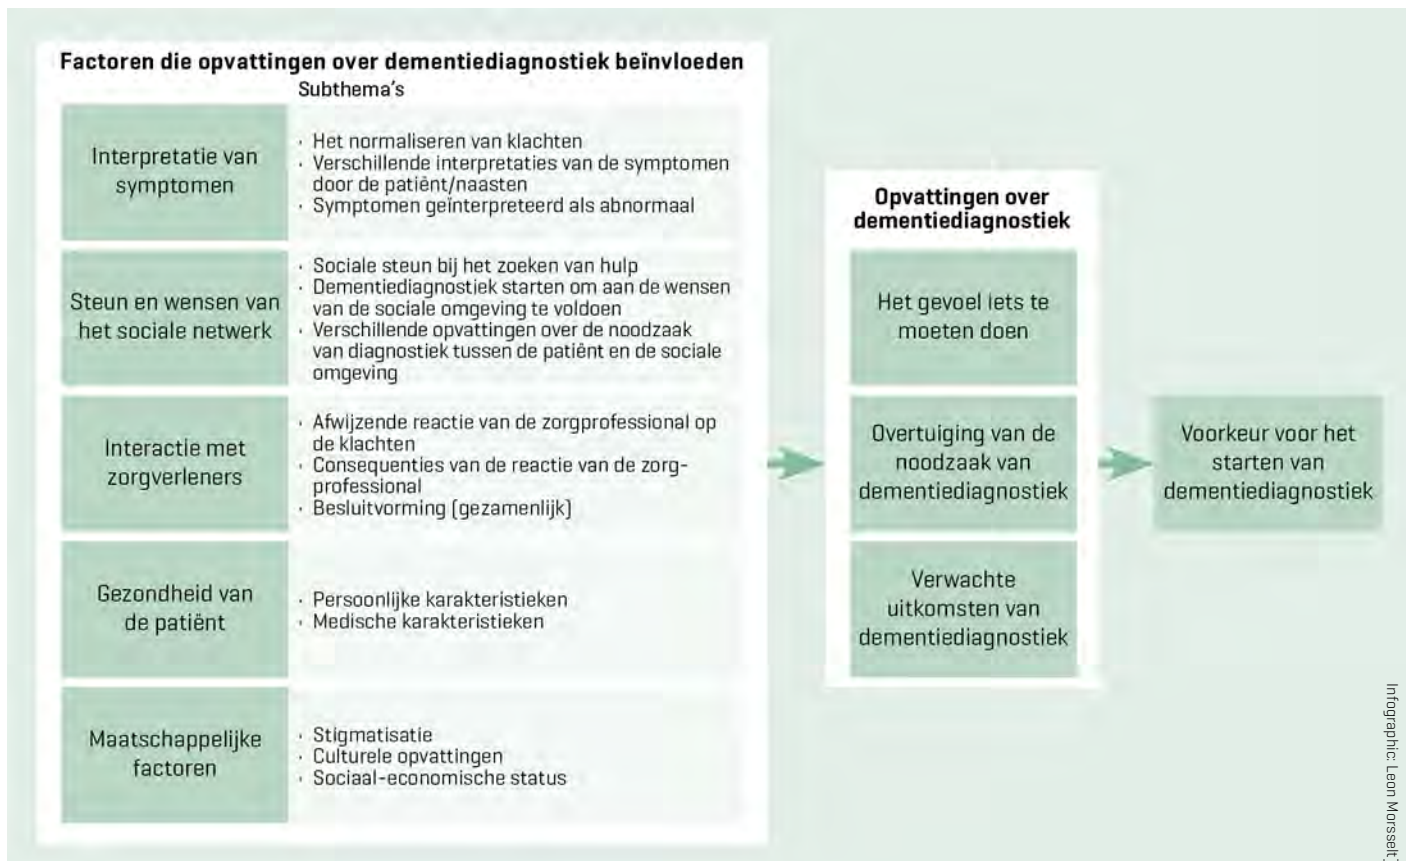 Factoren die opvattingen over dementiediagnostiek beïnvloeden
Subthema's
Interpretatie van
symptomen
· Het normaliseren van klachten
· Verschillende interpretaties van de symptomen
door de patiënt/naasten
· Symptomen geïnterpreteerd als abnormaal
Steun en wensen van
het sociale netwerk
· Sociale steun bij het zoeken van hulp
· Dementiediagnostiek starten om aan de wensen
van de sociale omgeving te voldoen
· Verschillende opvattingen over de noodzaak
van diagnostiek tussen de patiënt en de sociale
omgeving
Interactie met
zorgverleners
· Afwijzende reactie van de zorgprofessional op
de klachten
· Consequenties van de reactie van de zorg-
professional
· Besluitvorming (gezamenlijk)
Gezondheid van
de patiënt
· Persoonlijke karakteristieken
· Medische karakteristieken
Maatschappelijke
factoren
· Stigmatisatie
· Culturele opvattingen
· Sociaal-economische status
Opvattingen over
dementiediagnostiek
Het gevoel iets te
moeten doen
Overtuiging van de
noodzaak van
dementiediagnostiek
Verwachte
uitkomsten van
dementiediagnostiek
Voorkeur voor het
starten van
dementiediagnostiek
Infographic: Leon Morsselt